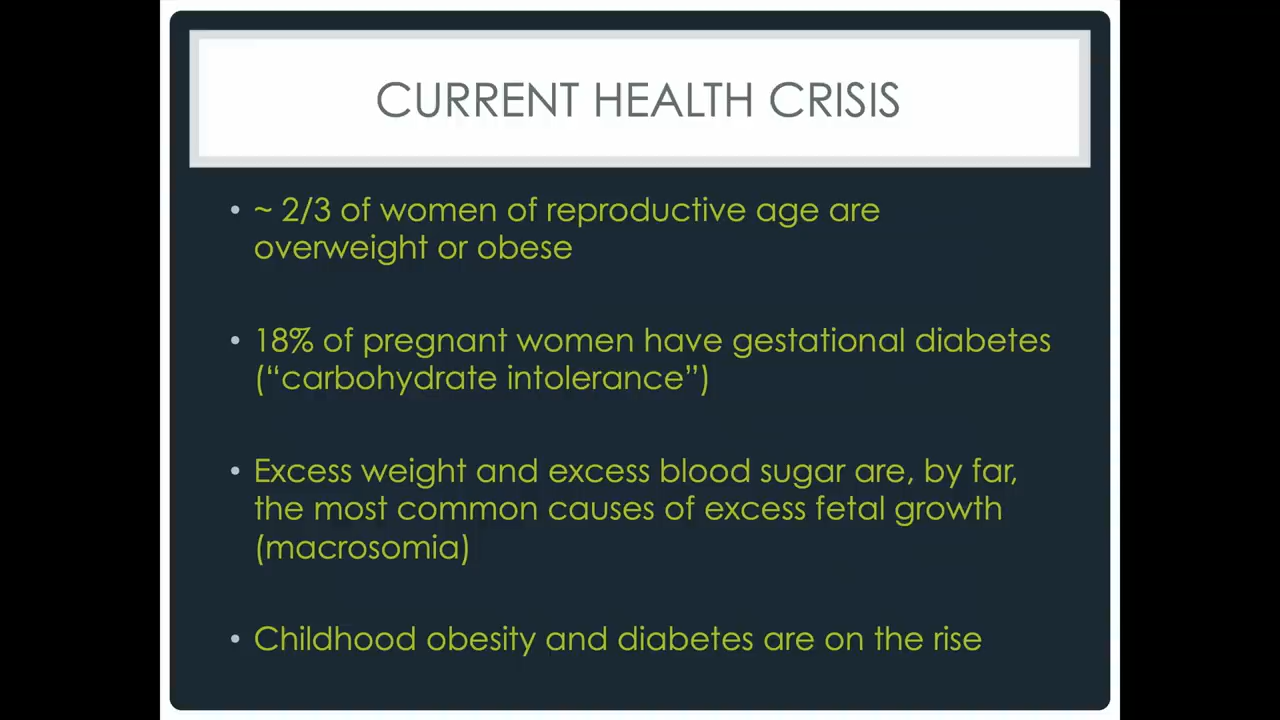 CURRENT HEALTH CRISIS
• ~ 2/3 of women of reproductive age are
overweight or obese
• 18% of pregnant women have gestational diabetes
(“carbohydrate intolerance”)
• Excess weight and excess blood sugar are, by far,
the most common causes of excess fetal growth
(macrosomia)
• Childhood obesity and diabetes are on the rise